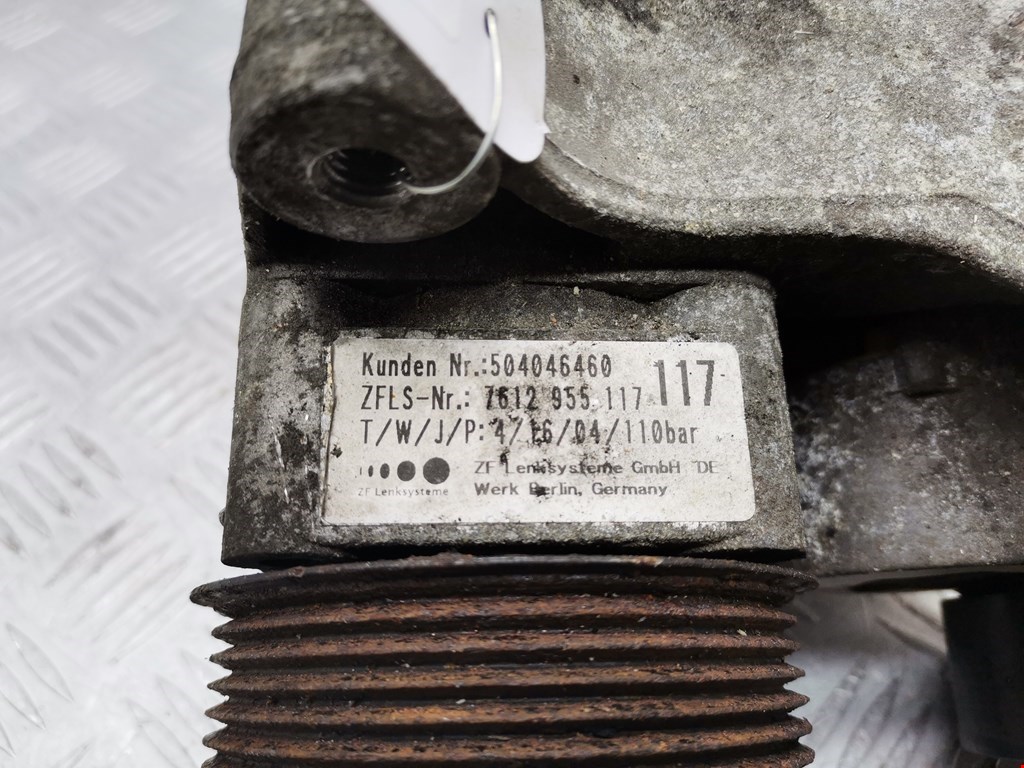 Kunden Nr.:504046460
ZFLS-Nr.: 7612 955 117 117
T/W/J/P: 4/16/04/110bar
ZF Lenksysteme GmbH DE
ZF Lenksysteme Werk Berlin, Germany